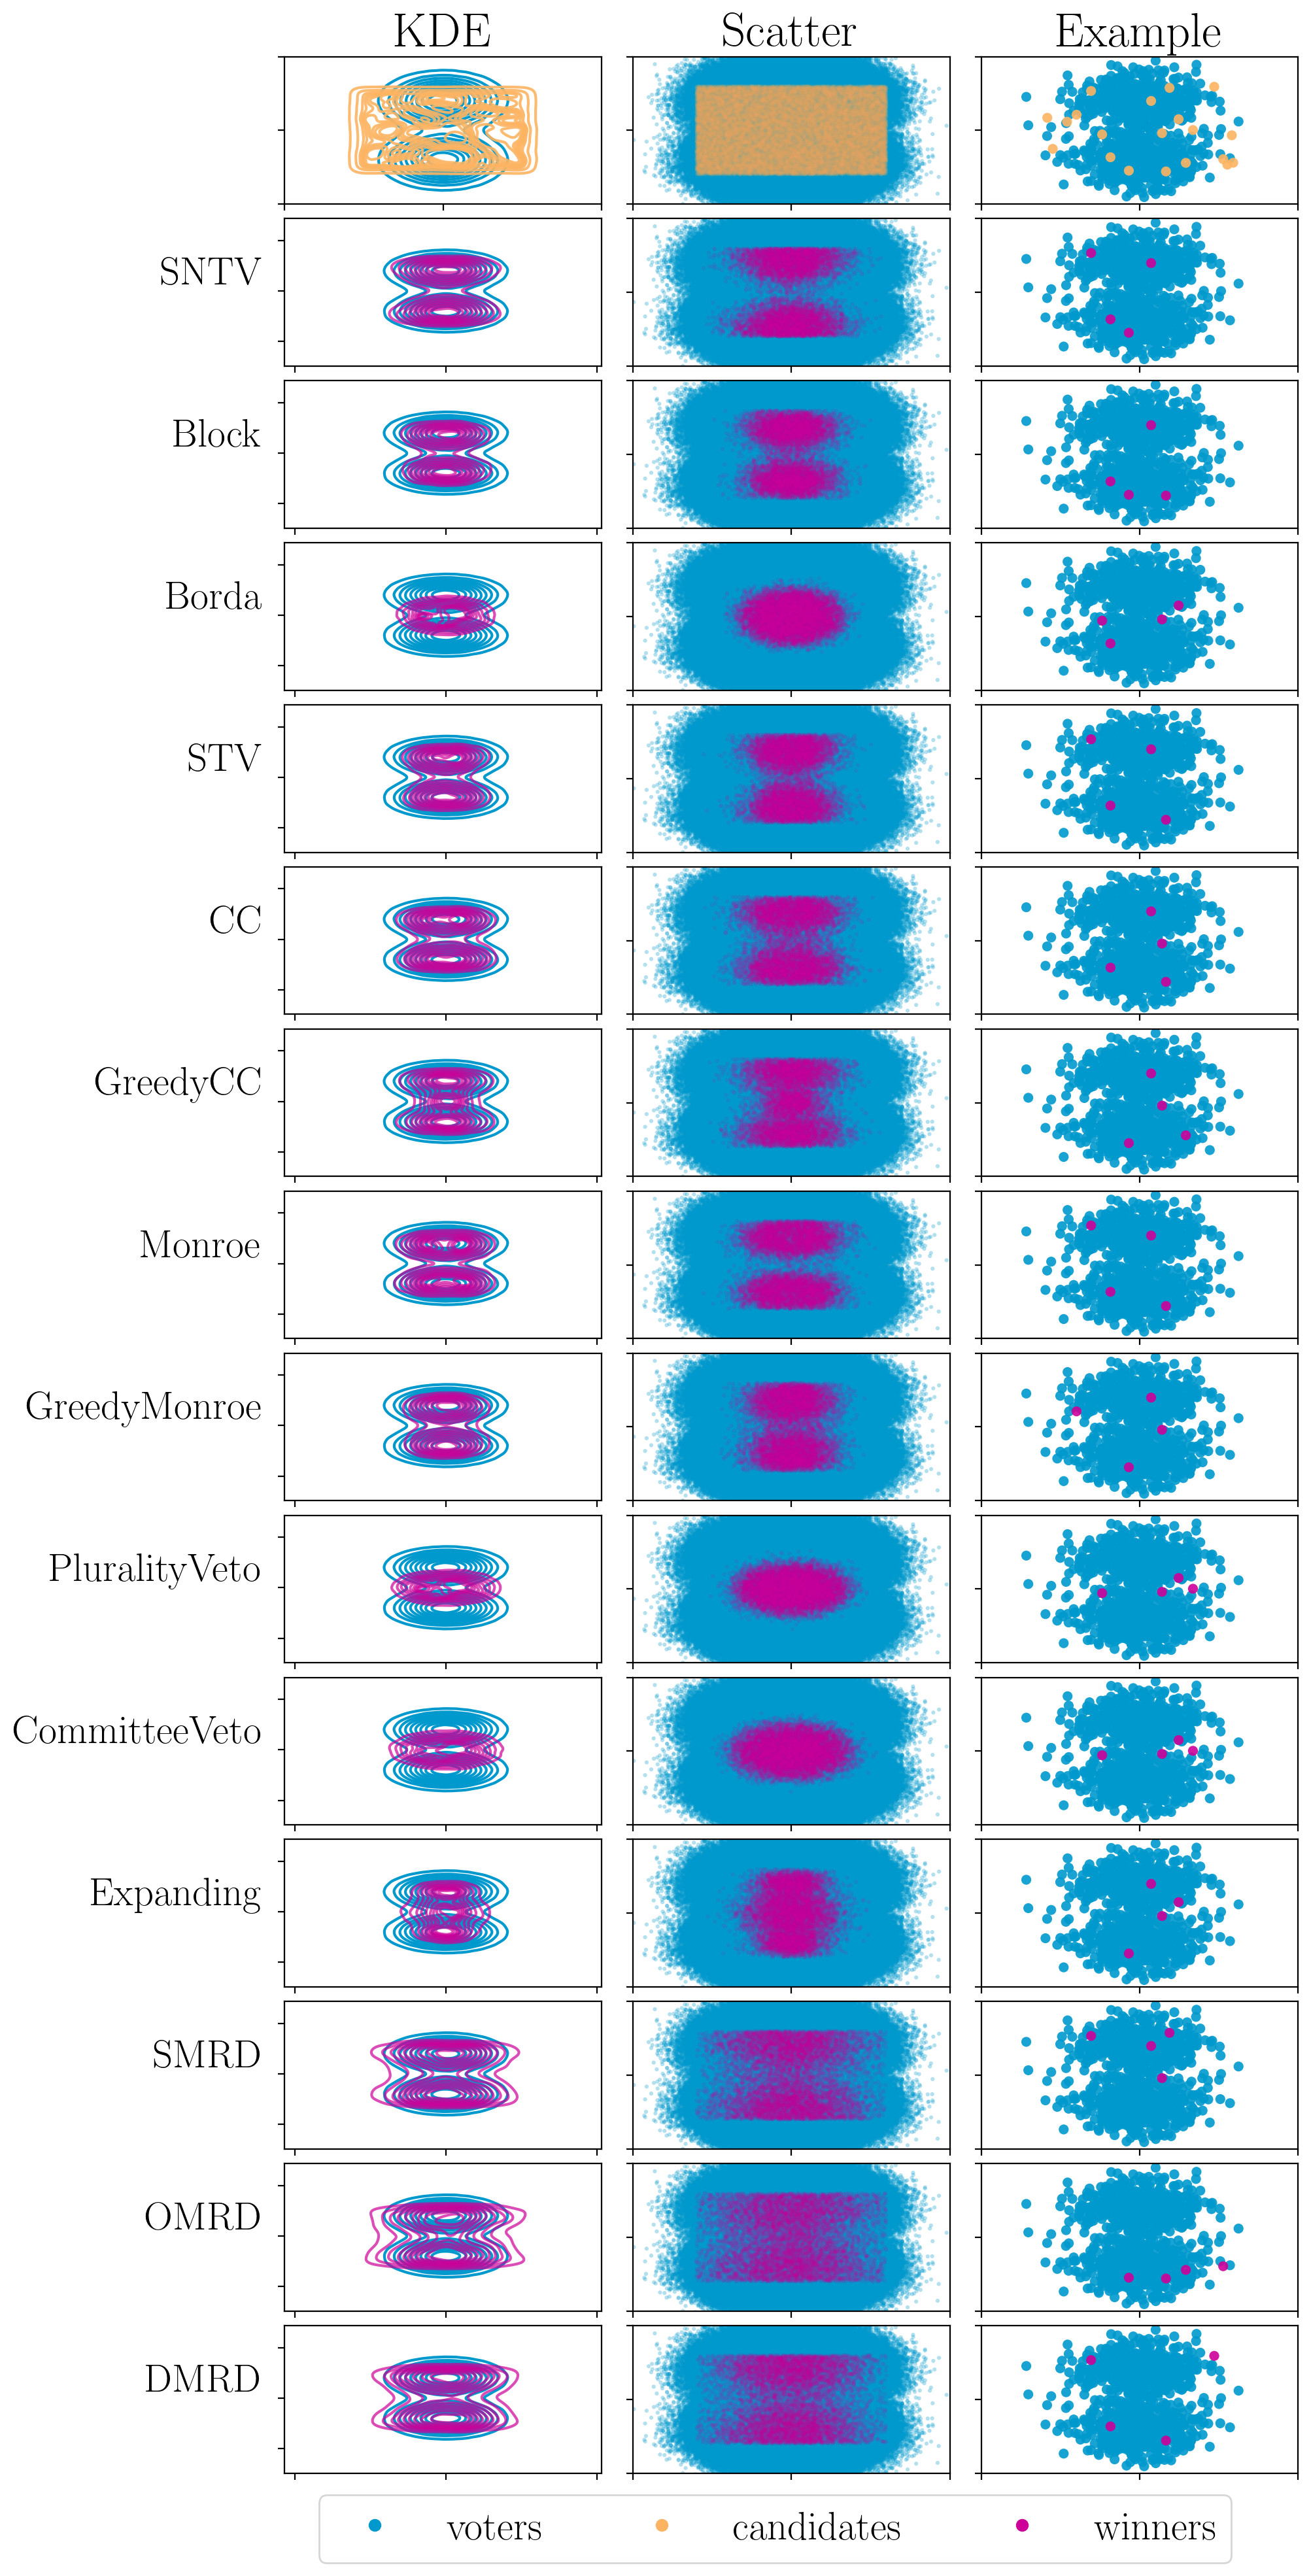 KDE Scatter Example
SNTV
Block
Borda
STV
CC
GreedyCC
Monroe
GreedyMonroe
PluralityVeto
CommitteeVeto
Expanding
SMRD
OMRD
DMRD
voters candidates winners